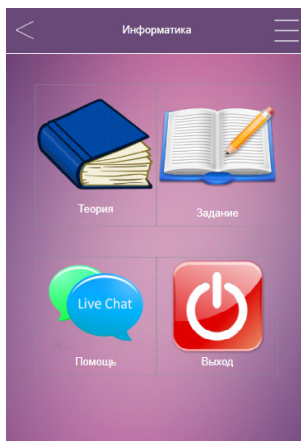 Информатика
Теория
Задание
Live Chat
Помощь
Выход